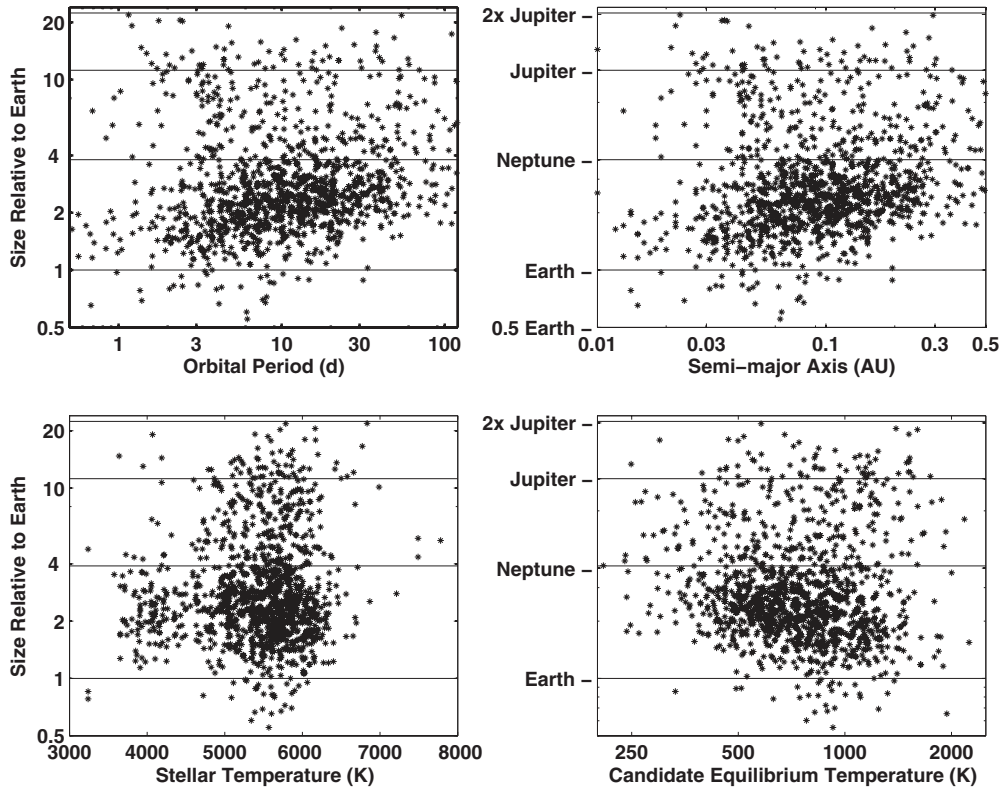 20
10
4
2
1
0.5
Size Relative to Earth
1 3 10 30 100
Orbital Period (d)
2x Jupiter –
Jupiter –
Neptune –
Earth –
0.5 Earth –
0.01 0.03 0.1 0.3 0.5
Semi–major Axis (AU)
20
10
4
2
1
0.5
Size Relative to Earth
3000 4000 5000 6000 7000 8000
Stellar Temperature (K)
2x Jupiter –
Jupiter –
Neptune –
Earth –
250 500 1000 2000
Candidate Equilibrium Temperature (K)